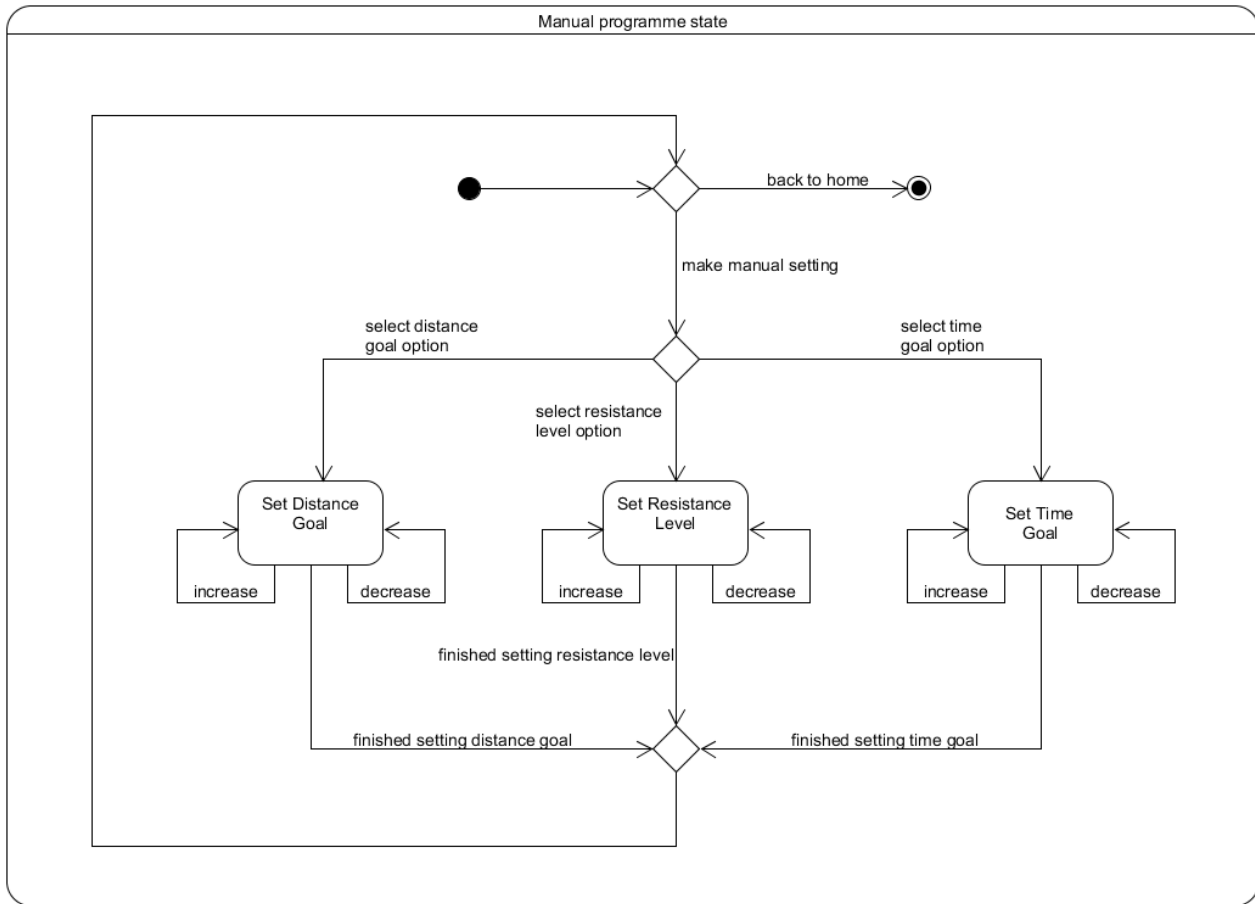 Manual programme state
back to home
make manual setting
select distance
goal option
select time
goal option
select resistance
level option
Set Distance
Goal
Set Resistance
Level
Set Time
Goal
increase
decrease
increase
decrease
increase
decrease
finished setting resistance level
finished setting distance goal
finished setting time goal